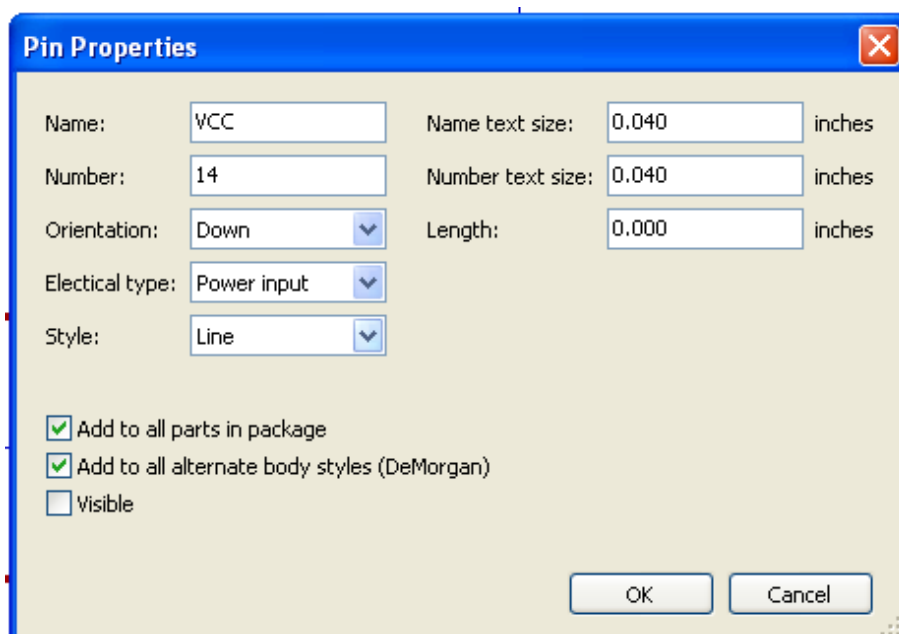 Pin Properties
Name: VCC Name text size: 0.040 inches
Number: 14 Number text size: 0.040 inches
Orientation: Down Length: 0.000 inches
Electical type: Power input
Style: Line
Add to all parts in package
Add to all alternate body styles (DeMorgan)
Visible
OK Cancel